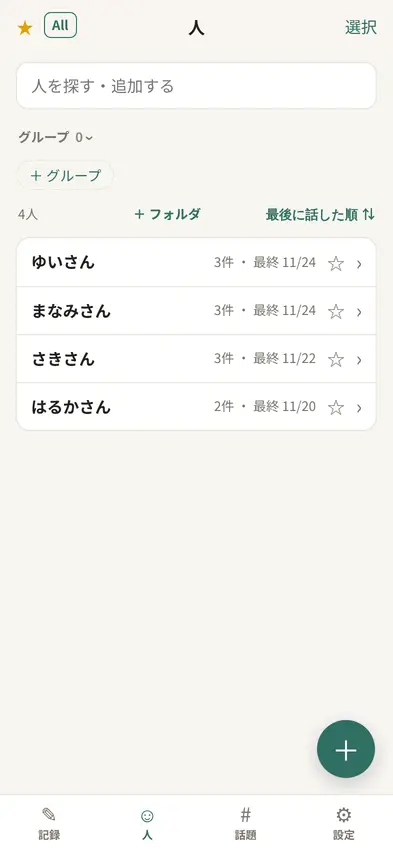 ★ All 人 選択
人を探す・追加する
グループ 0
＋ グループ
4人 ＋ フォルダ 最後に話した順 ⇅
ゆいさん 3件 ・ 最終 11/24 ☆ ›
まなみさん 3件 ・ 最終 11/24 ☆ ›
さきさん 3件 ・ 最終 11/22 ☆ ›
はるかさん 2件 ・ 最終 11/20 ☆ ›
＋
✎ ☺ # ⚙
記録 人 話題 設定